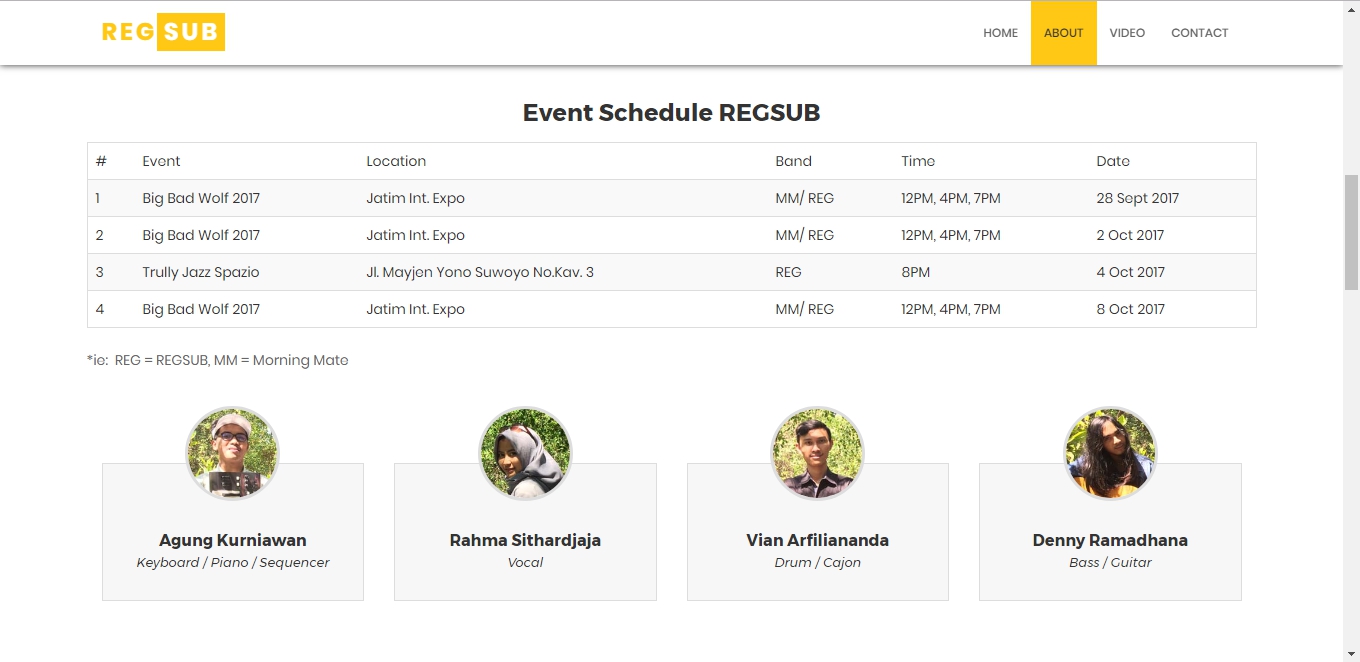 REGSUB HOME ABOUT VIDEO CONTACT
Event Schedule REGSUB
# Event Location Band Time Date
1 Big Bad Wolf 2017 Jatim Int. Expo MM/ REG 12PM, 4PM, 7PM 28 Sept 2017
2 Big Bad Wolf 2017 Jatim Int. Expo MM/ REG 12PM, 4PM, 7PM 2 Oct 2017
3 Trully Jazz Spazio Jl. Mayjen Yono Suwoyo No.Kav. 3 REG 8PM 4 Oct 2017
4 Big Bad Wolf 2017 Jatim Int. Expo MM/ REG 12PM, 4PM, 7PM 8 Oct 2017
*ie: REG = REGSUB, MM = Morning Mate
Agung Kurniawan
Keyboard / Piano / Sequencer
Rahma Sithardjaja
Vocal
Vian Arfiliananda
Drum / Cajon
Denny Ramadhana
Bass / Guitar